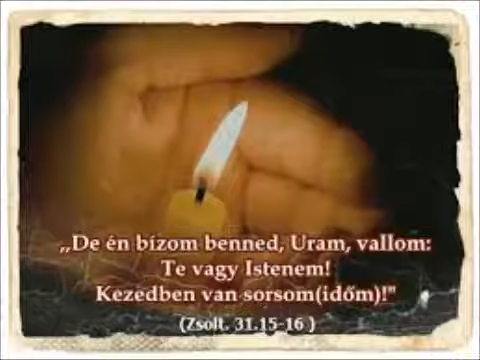 ,,De én bízom benned, Uram, vallom:
Te vagy Istenem!
Kezedben van sorsom(időm)!"
(Zsolt. 31.15-16 )